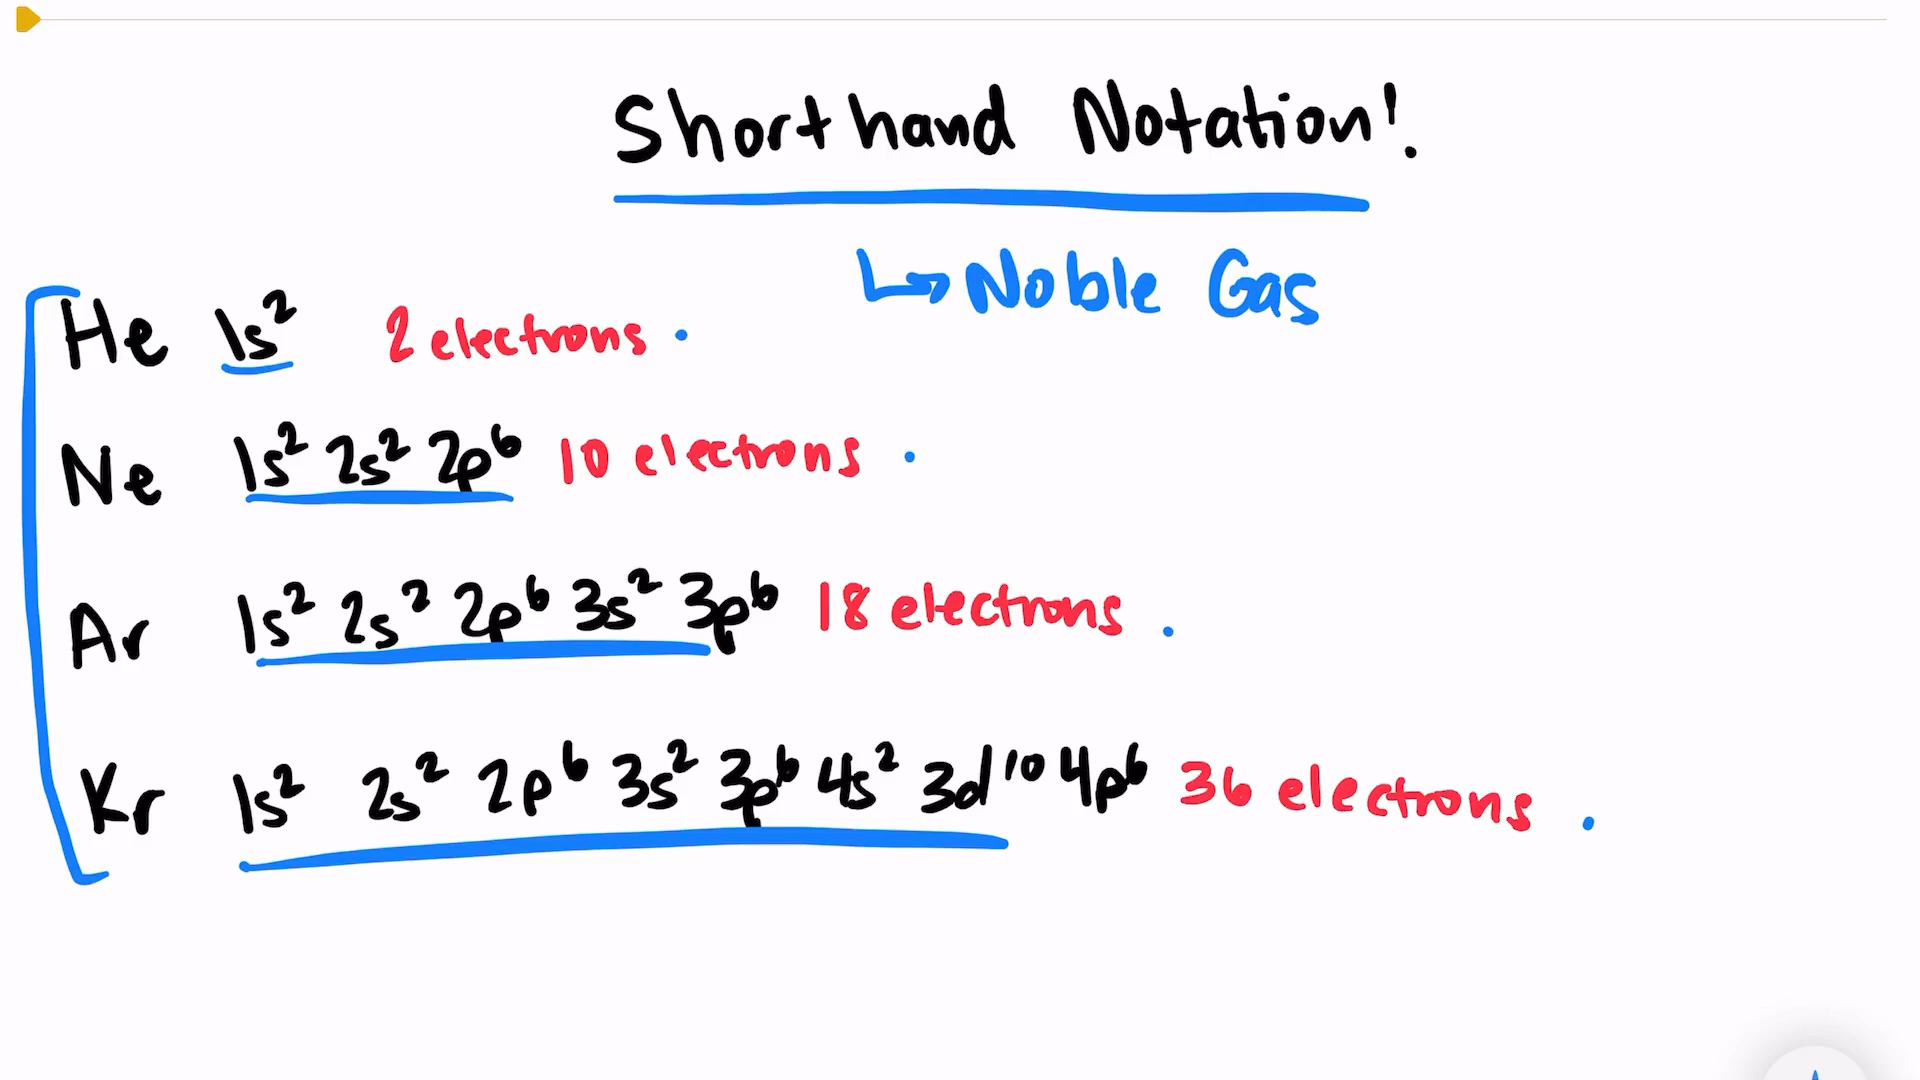 Shorthand Notation!
↳ Noble Gas
He 1s² 2 electrons
Ne 1s² 2s² 2p⁶ 10 electrons
Ar 1s² 2s² 2p⁶ 3s² 3p⁶ 18 electrons
Kr 1s² 2s² 2p⁶ 3s² 3p⁶ 4s² 3d¹⁰ 4p⁶ 36 electrons